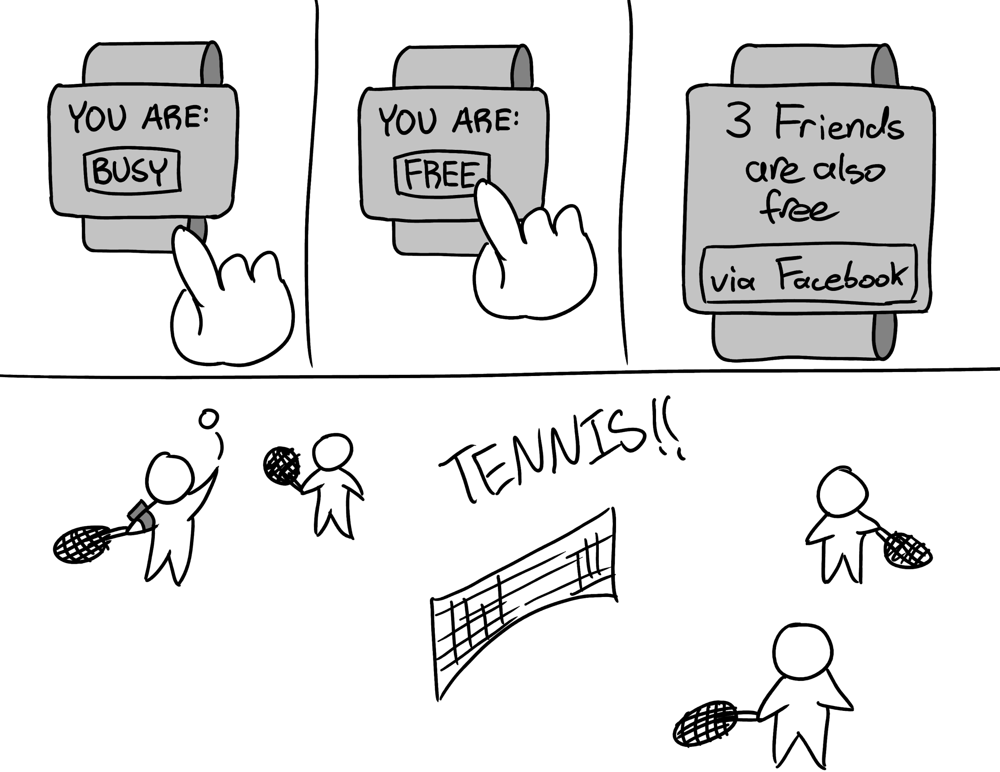 YOU ARE:
BUSY
YOU ARE:
FREE
3 Friends
are also
free
via Facebook
TENNIS!!